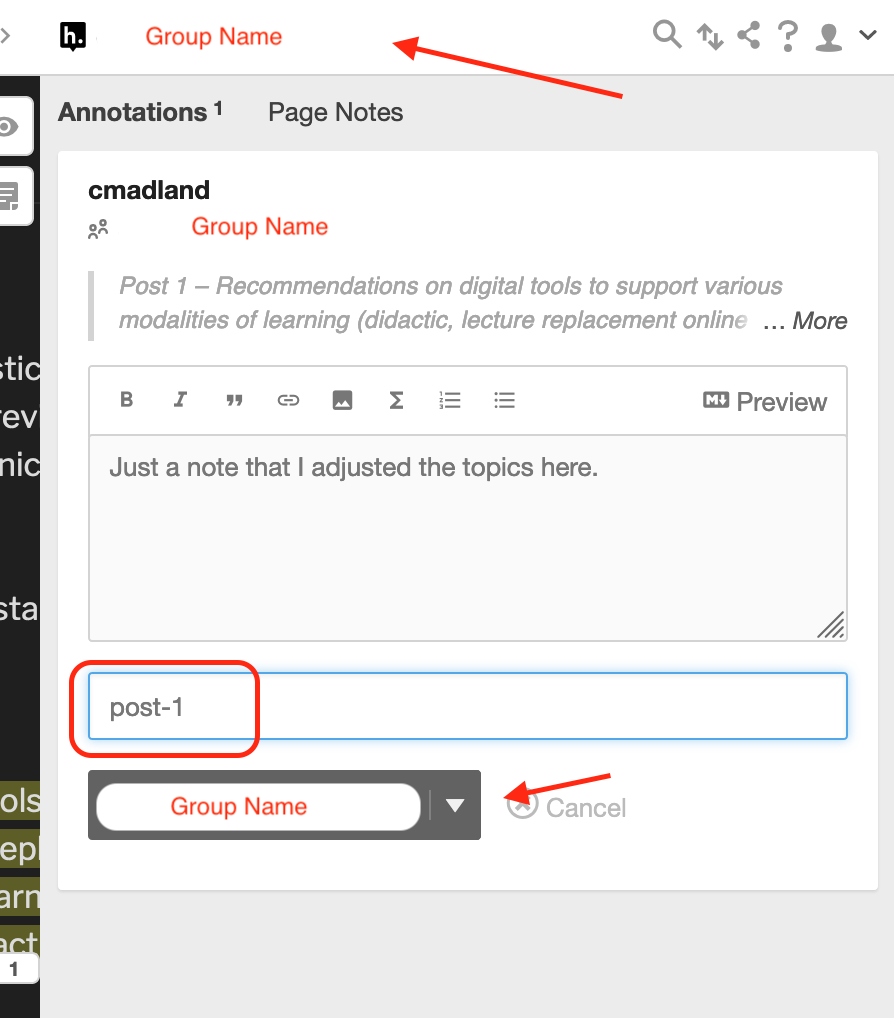 h. Group Name
Annotations 1 Page Notes
cmadland
Group Name
Post 1 – Recommendations on digital tools to support various
modalities of learning (didactic, lecture replacement online ... More
B I " Σ Preview
Just a note that I adjusted the topics here.
post-1
Group Name Cancel
stic
rev
nic
sta
ols
epl
arn
act
1